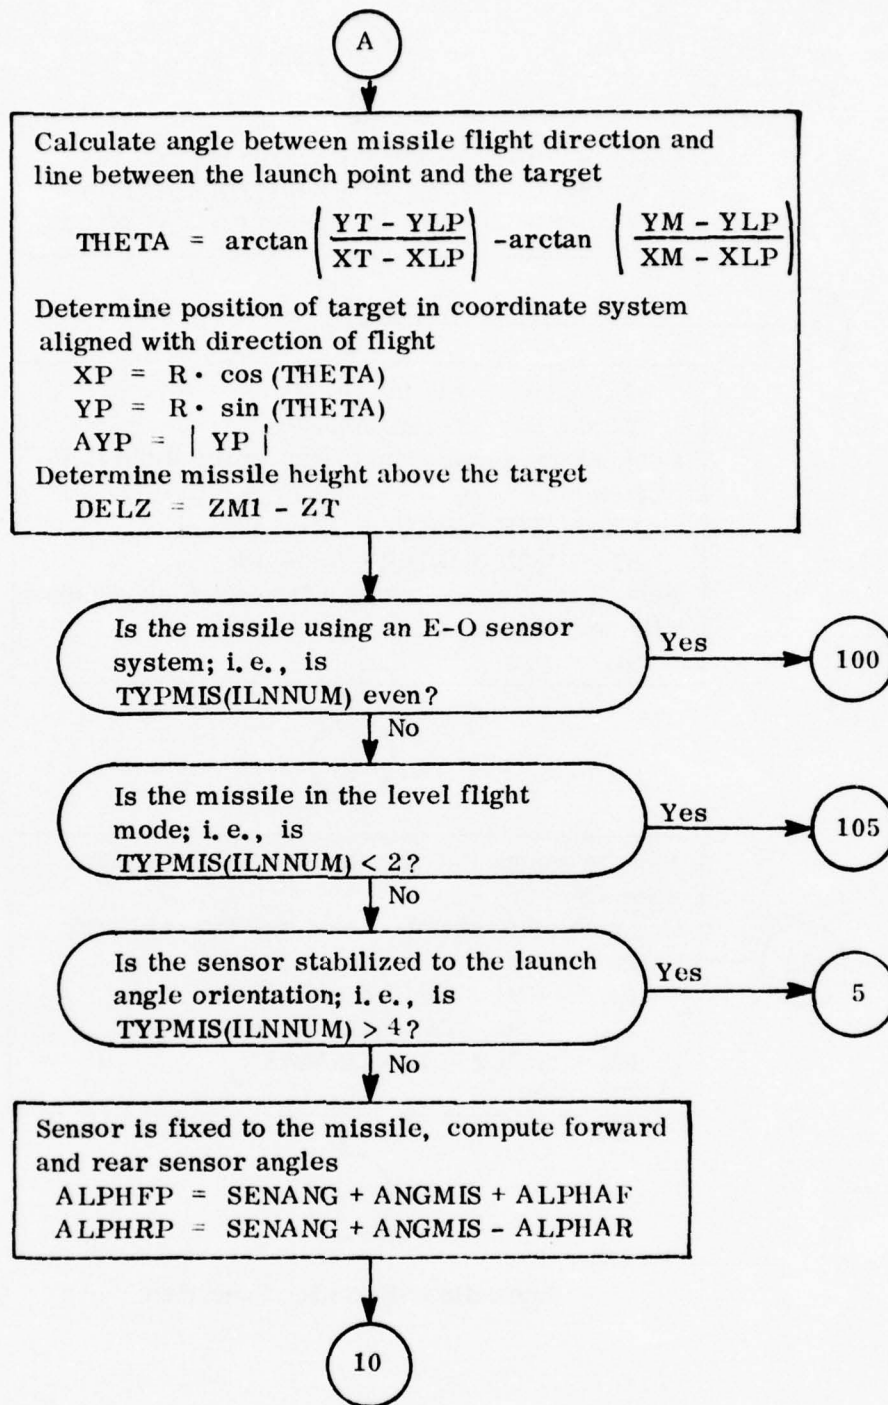 A
Calculate angle between missile flight direction and
line between the launch point and the target
THETA = arctan(YT - YLP / XT - XLP) -arctan (YM - YLP / XM - XLP)
Determine position of target in coordinate system
aligned with direction of flight
XP = R · cos (THETA)
YP = R · sin (THETA)
AYP = | YP |
Determine missile height above the target
DELZ = ZM1 - ZT
Is the missile using an E-O sensor
system; i.e., is
TYPMIS(ILNNUM) even?
Yes
100
No
Is the missile in the level flight
mode; i.e., is
TYPMIS(ILNNUM) < 2?
Yes
105
No
Is the sensor stabilized to the launch
angle orientation; i.e., is
TYPMIS(ILNNUM) > 4?
Yes
5
No
Sensor is fixed to the missile, compute forward
and rear sensor angles
ALPHFP = SENANG + ANGMIS + ALPHAF
ALPHRP = SENANG + ANGMIS - ALPHAR
10